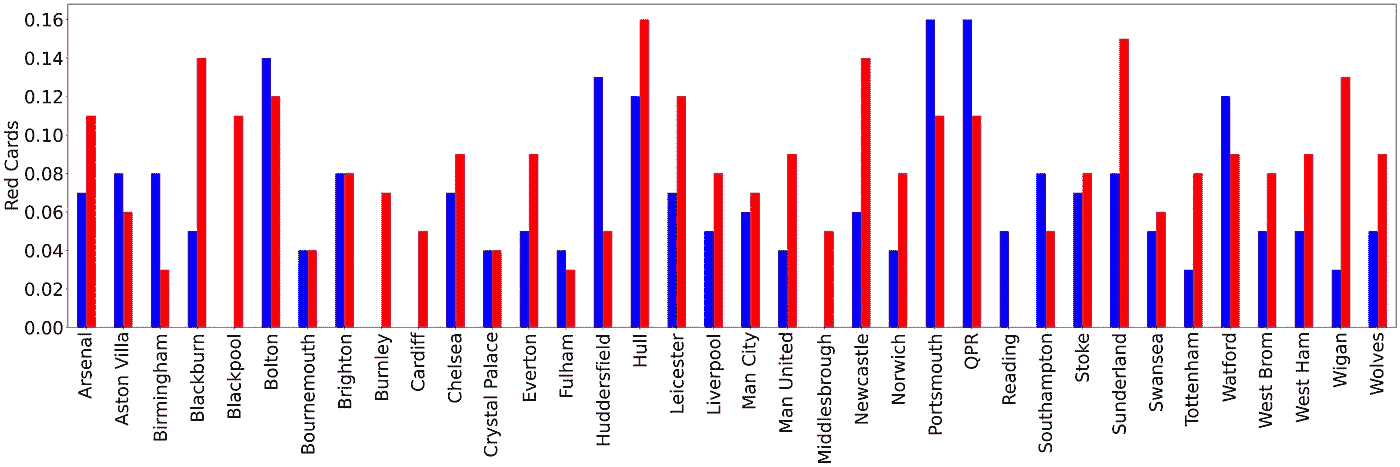 Red Cards
0.16
0.14
0.12
0.10
0.08
0.06
0.04
0.02
0.00
Arsenal
Aston Villa
Birmingham
Blackburn
Blackpool
Bolton
Bournemouth
Brighton
Burnley
Cardiff
Chelsea
Crystal Palace
Everton
Fulham
Huddersfield
Hull
Leicester
Liverpool
Man City
Man United
Middlesbrough
Newcastle
Norwich
Portsmouth
QPR
Reading
Southampton
Stoke
Sunderland
Swansea
Tottenham
Watford
West Brom
West Ham
Wigan
Wolves